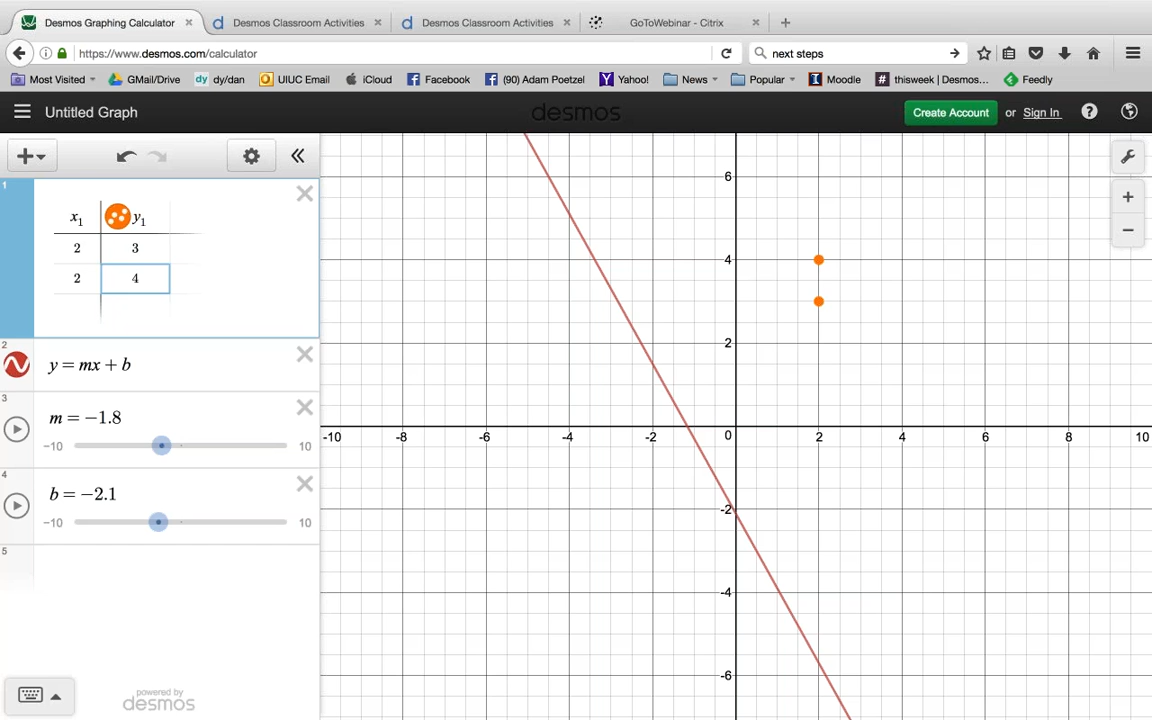 Desmos Graphing Calculator × Desmos Classroom Activities × Desmos Classroom Activities × GoToWebinar - Citrix × +
https://www.desmos.com/calculator next steps
Most Visited GMail/Drive dy dy/dan UIUC Email iCloud Facebook (90) Adam Poetzel Yahoo! News Popular Moodle # thisweek | Desmos... Feedly
Untitled Graph desmos Create Account or Sign In ?
1
x₁ y₁
2 3
2 4
2
y = mx + b
3
m = −1.8
-10 10
4
b = −2.1
-10 10
5
powered by
desmos
6
4
2
-10 -8 -6 -4 -2 0 2 4 6 8 10
-2
-4
-6